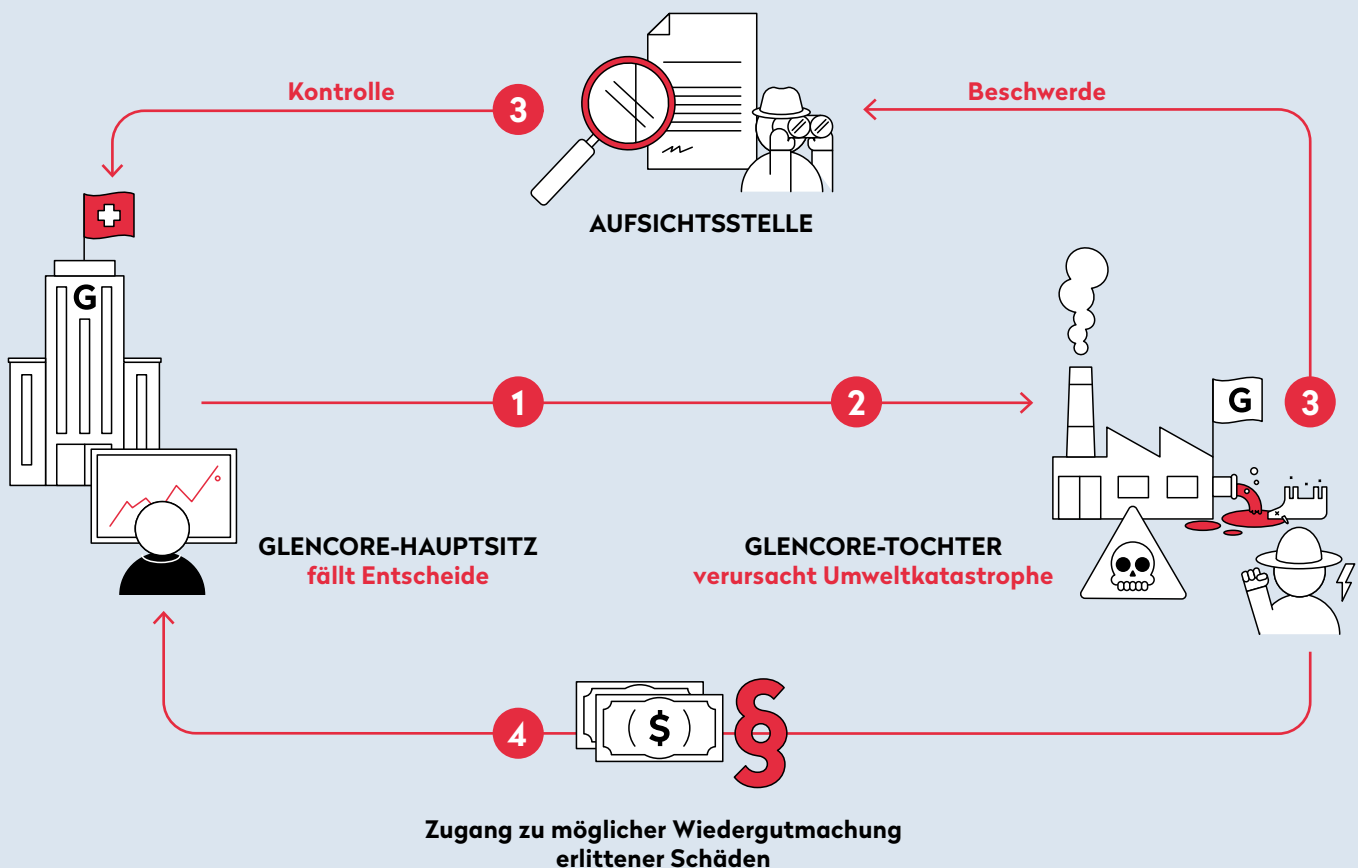 Kontrolle
3
Beschwerde
AUFSICHTSSTELLE
G
1
2
G
3
GLENCORE-HAUPTSITZ
fällt Entscheide
GLENCORE-TOCHTER
verursacht Umweltkatastrophe
4
($)
§
Zugang zu möglicher Wiedergutmachung
erlittener Schäden